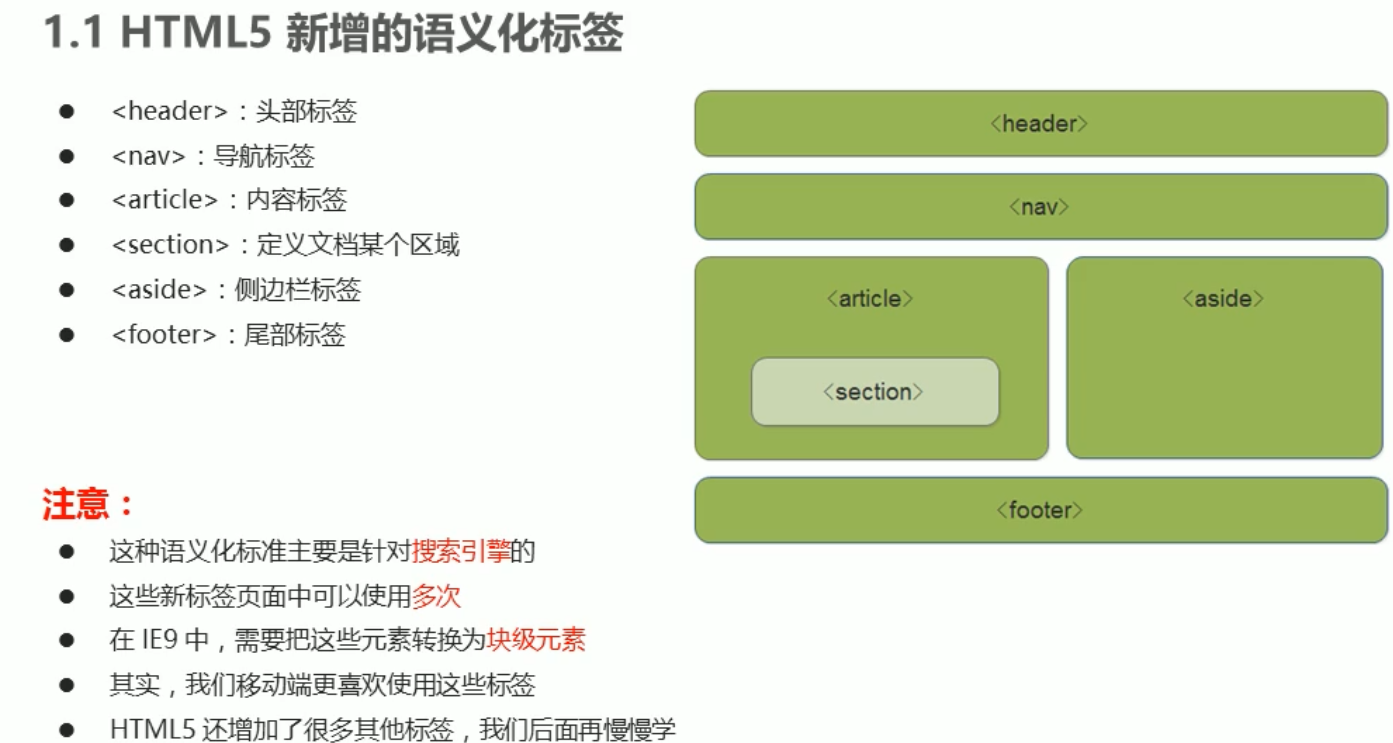 1.1 HTML5 新增的语义化标签
● <header>：头部标签
● <nav>：导航标签
● <article>：内容标签
● <section>：定义文档某个区域
● <aside>：侧边栏标签
● <footer>：尾部标签
<header>
<nav>
<article>
<aside>
<section>
<footer>
注意：
● 这种语义化标准主要是针对搜索引擎的
● 这些新标签页面中可以使用多次
● 在 IE9 中，需要把这些元素转换为块级元素
● 其实，我们移动端更喜欢使用这些标签
● HTML5 还增加了很多其他标签，我们后面再慢慢学